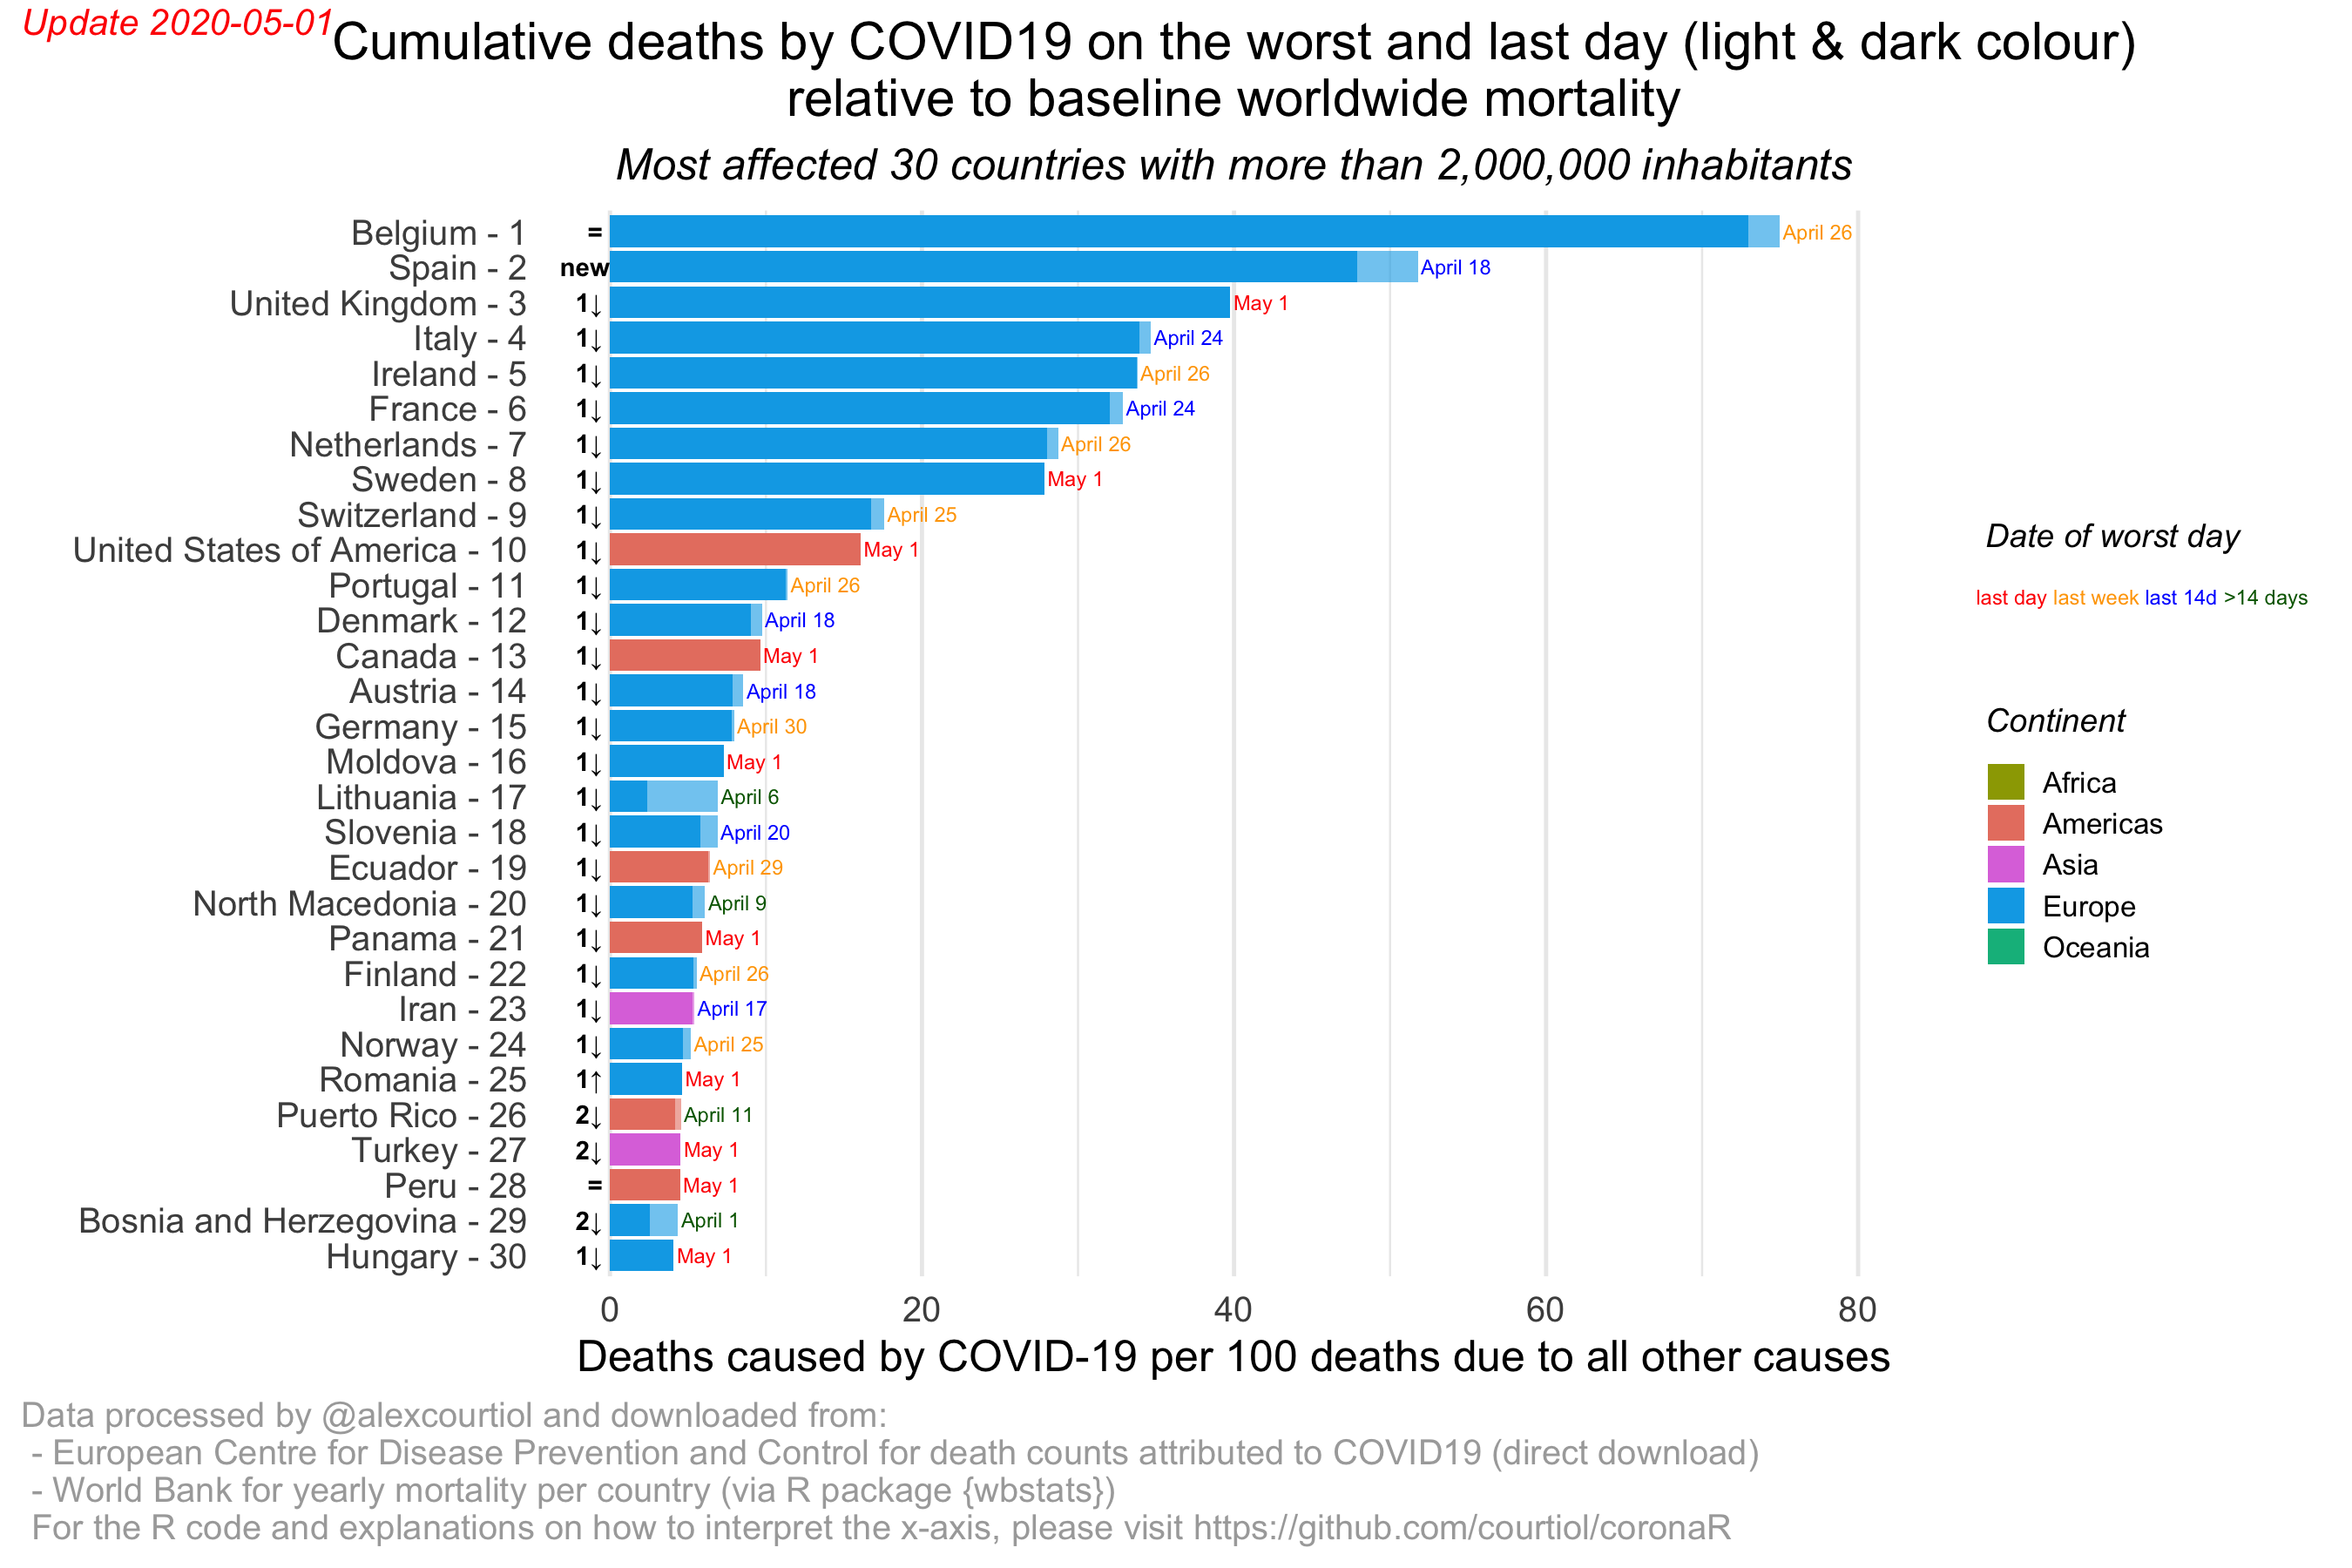 Update 2020-05-01
Cumulative deaths by COVID19 on the worst and last day (light & dark colour)
relative to baseline worldwide mortality
Most affected 30 countries with more than 2,000,000 inhabitants
Belgium - 1 = April 26
Spain - 2 new April 18
United Kingdom - 3 1↓ May 1
Italy - 4 1↓ April 24
Ireland - 5 1↓ April 26
France - 6 1↓ April 24
Netherlands - 7 1↓ April 26
Sweden - 8 1↓ May 1
Switzerland - 9 1↓ April 25
United States of America - 10 1↓ May 1
Portugal - 11 1↓ April 26
Denmark - 12 1↓ April 18
Canada - 13 1↓ May 1
Austria - 14 1↓ April 18
Germany - 15 1↓ April 30
Moldova - 16 1↓ May 1
Lithuania - 17 1↓ April 6
Slovenia - 18 1↓ April 20
Ecuador - 19 1↓ April 29
North Macedonia - 20 1↓ April 9
Panama - 21 1↓ May 1
Finland - 22 1↓ April 26
Iran - 23 1↓ April 17
Norway - 24 1↓ April 25
Romania - 25 1↑ May 1
Puerto Rico - 26 2↓ April 11
Turkey - 27 2↓ May 1
Peru - 28 = May 1
Bosnia and Herzegovina - 29 2↓ April 1
Hungary - 30 1↓ May 1
0 20 40 60 80
Deaths caused by COVID-19 per 100 deaths due to all other causes
Date of worst day
last day last week last 14d >14 days
Continent
Africa
Americas
Asia
Europe
Oceania
Data processed by @alexcourtiol and downloaded from:
- European Centre for Disease Prevention and Control for death counts attributed to COVID19 (direct download)
- World Bank for yearly mortality per country (via R package {wbstats})
For the R code and explanations on how to interpret the x-axis, please visit https://github.com/courtiol/coronaR